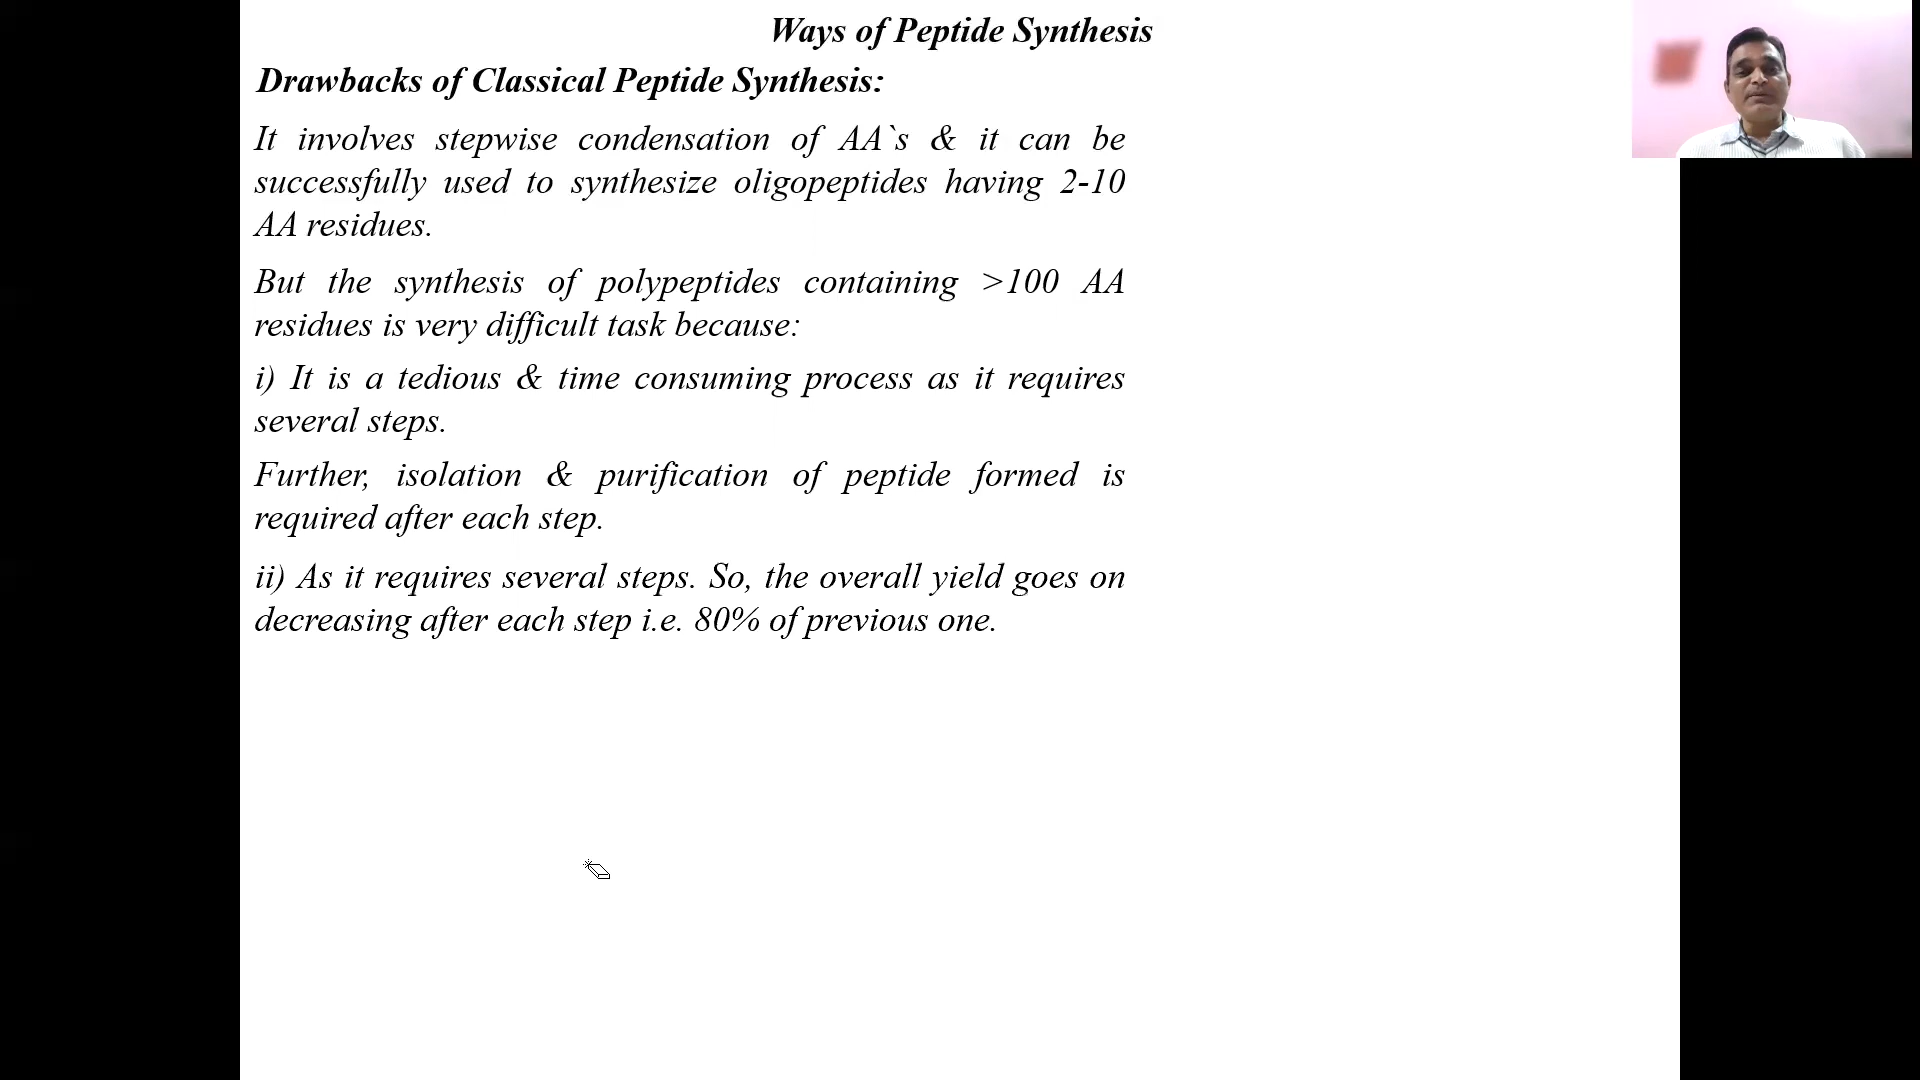 Ways of Peptide Synthesis
Drawbacks of Classical Peptide Synthesis:
It involves stepwise condensation of AA`s & it can be
successfully used to synthesize oligopeptides having 2-10
AA residues.
But the synthesis of polypeptides containing >100 AA
residues is very difficult task because:
i) It is a tedious & time consuming process as it requires
several steps.
Further, isolation & purification of peptide formed is
required after each step.
ii) As it requires several steps. So, the overall yield goes on
decreasing after each step i.e. 80% of previous one.